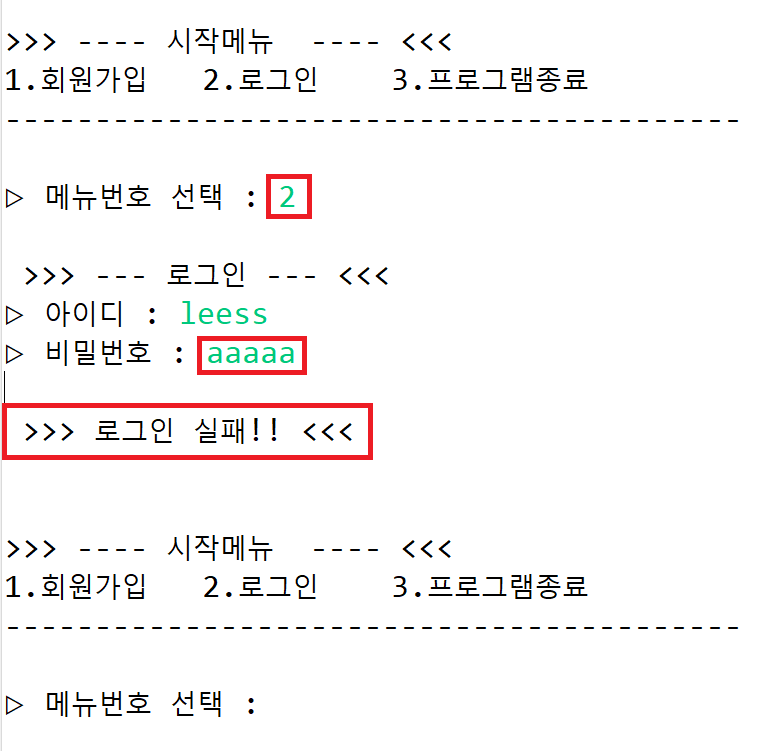 >>> ---- 시작메뉴  ---- <<<
1.회원가입   2.로그인    3.프로그램종료
-----------------------------------------
▷ 메뉴번호 선택 : 2
>>> --- 로그인 --- <<<
▷ 아이디 : leess
▷ 비밀번호 : aaaaa
>>> 로그인 실패!! <<<
>>> ---- 시작메뉴  ---- <<<
1.회원가입   2.로그인    3.프로그램종료
-----------------------------------------
▷ 메뉴번호 선택 :